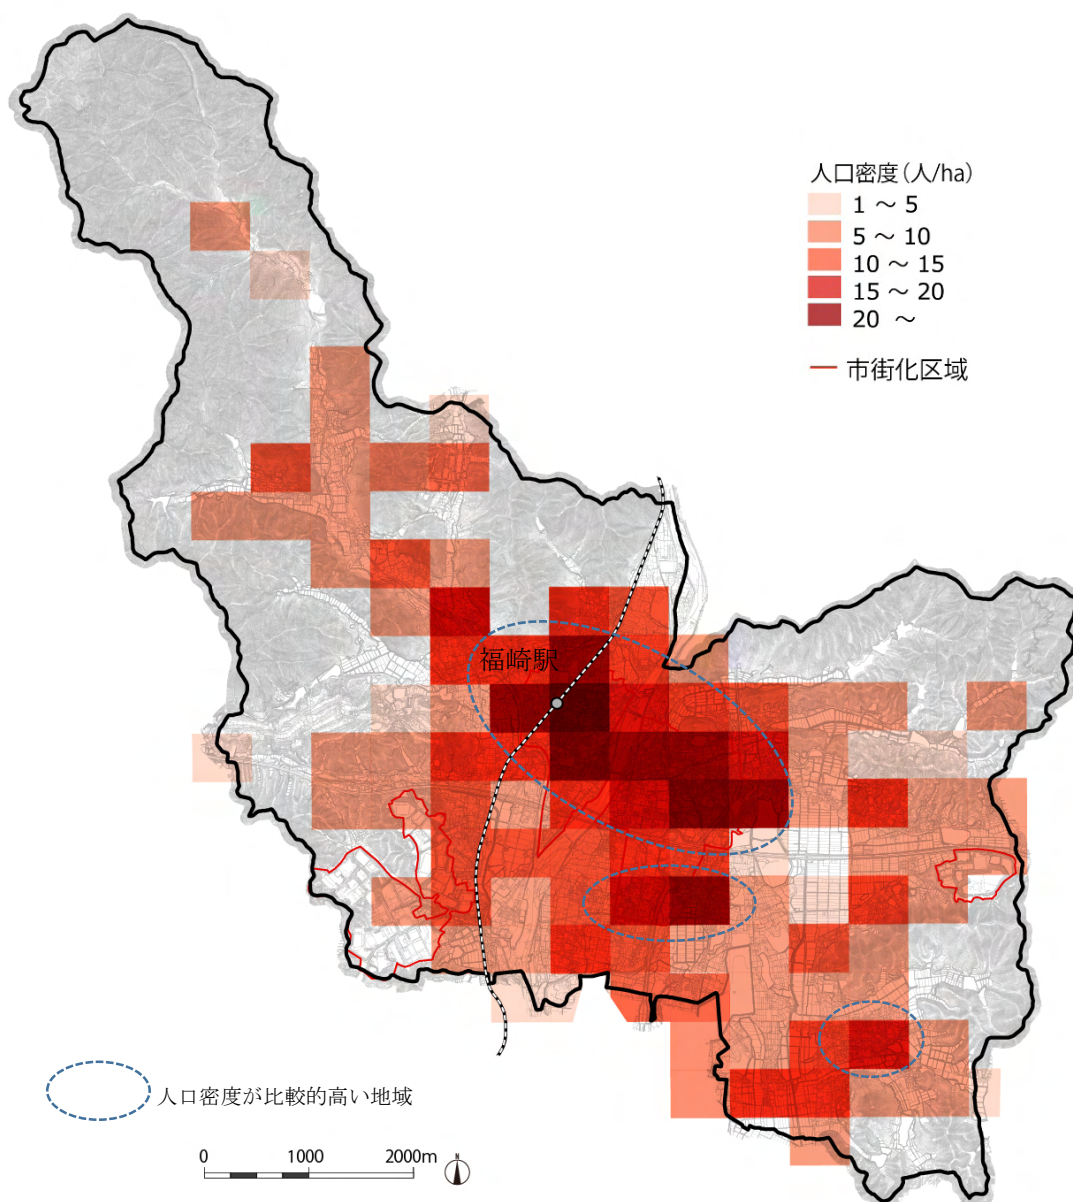 人口密度(人/ha)
1 ～ 5
5 ～ 10
10 ～ 15
15 ～ 20
20 ～
市街化区域
福崎駅
人口密度が比較的高い地域
0 1000 2000m
N